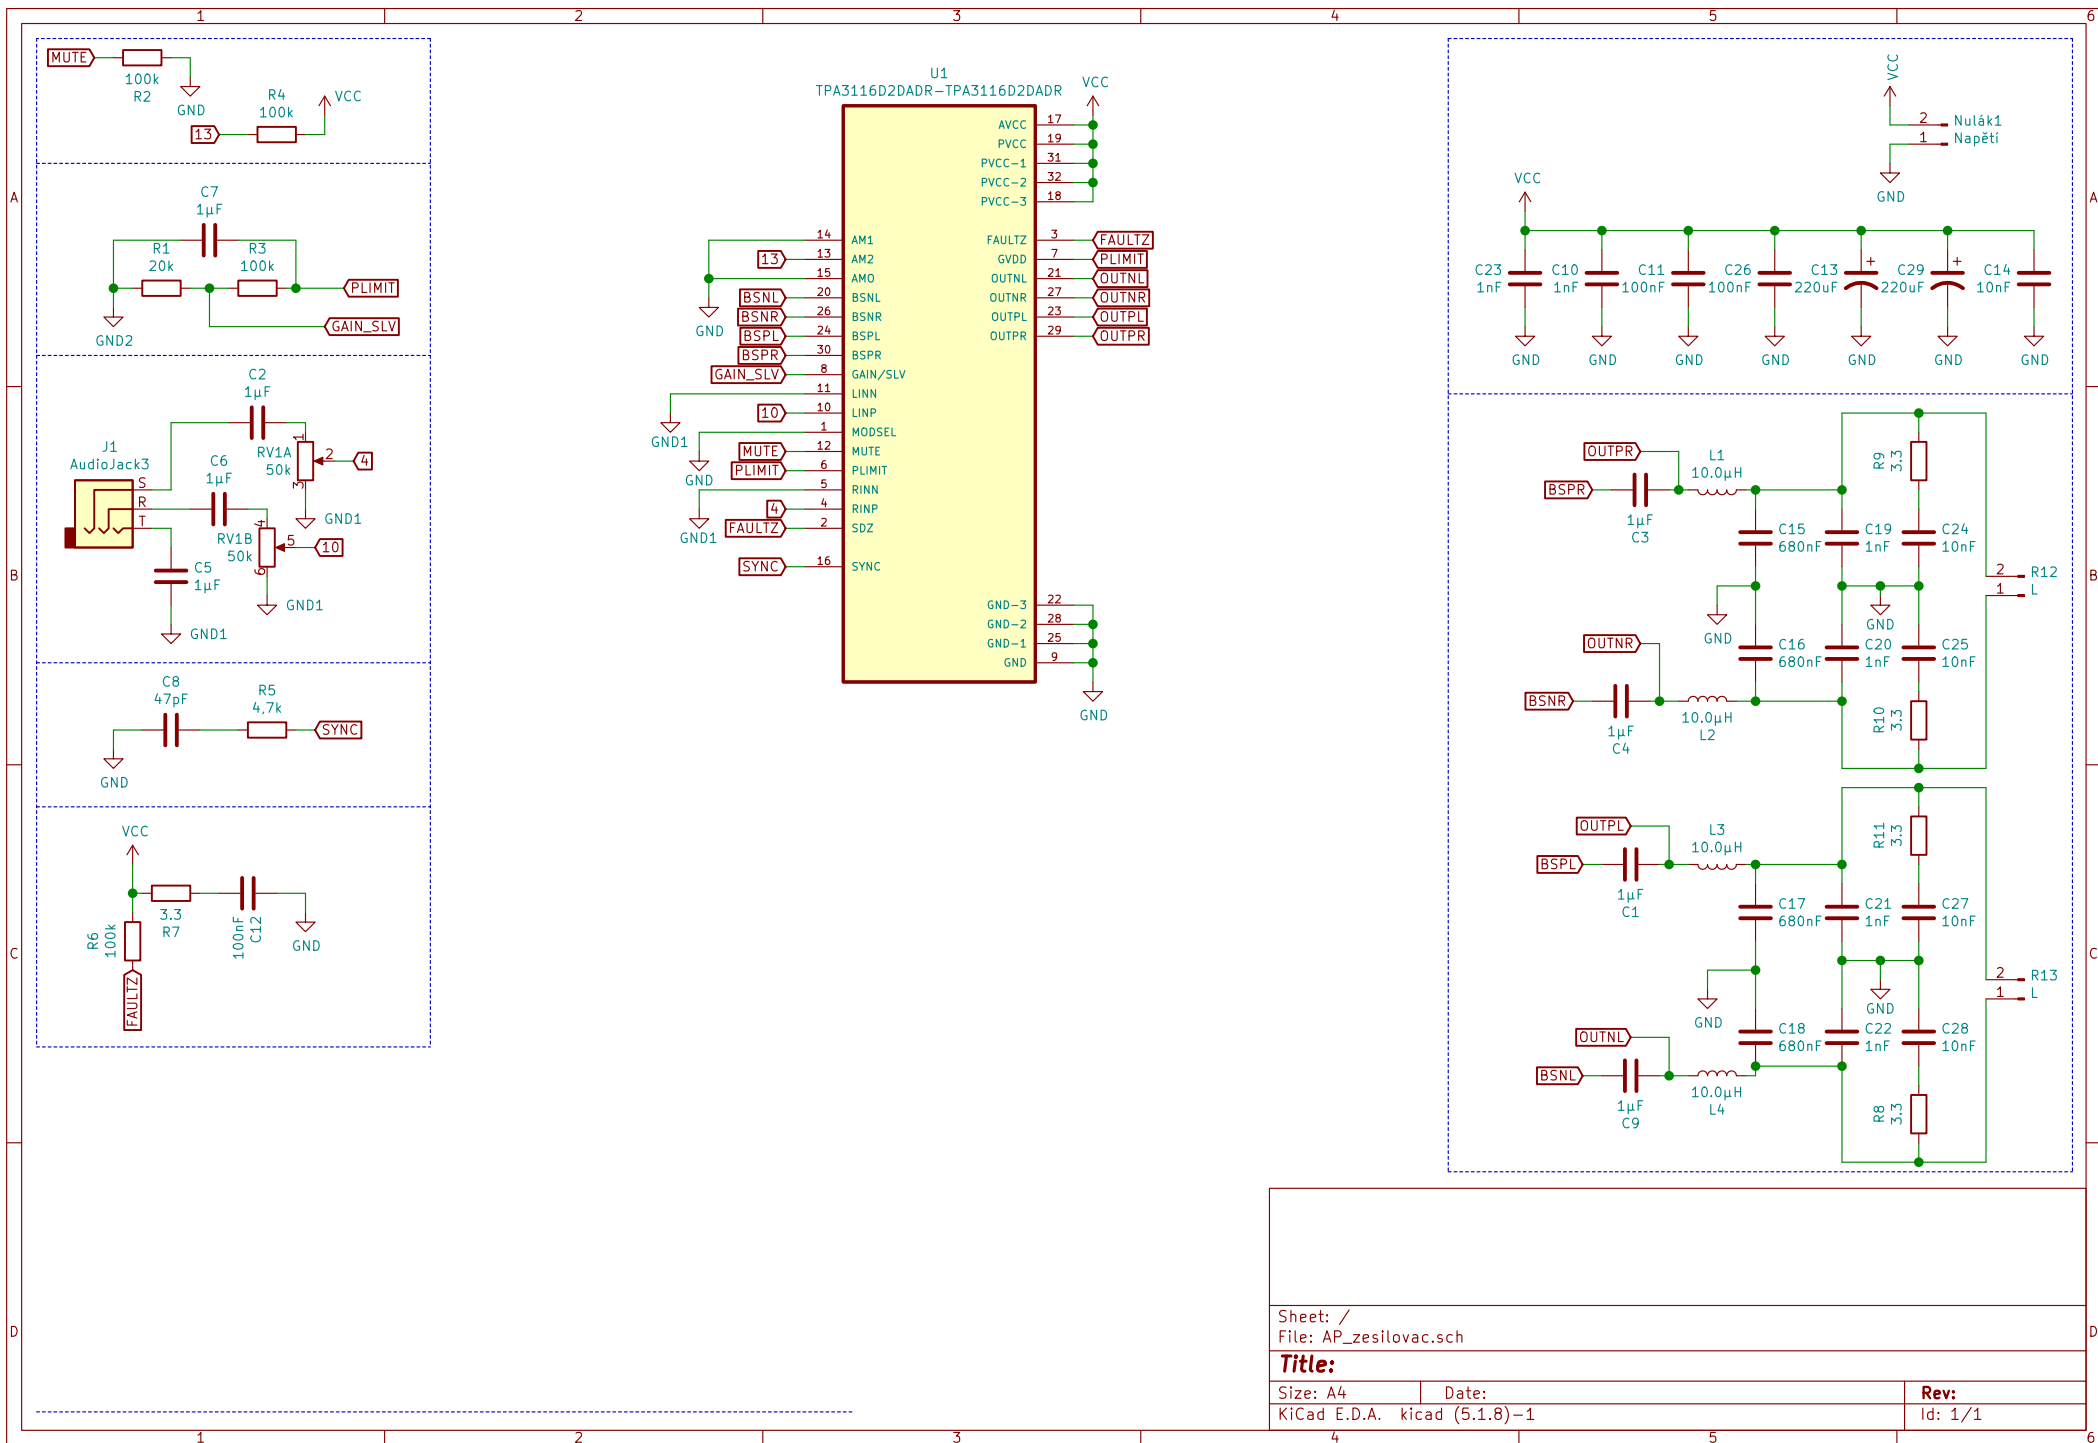 1 2 3 4 5 6
A
B
C
D
A
B
C
D
1 2 3 4 5 6
MUTE
100k
R2
GND
R4
100k
VCC
13
C7
1µF
R1
20k
R3
100k
PLIMIT
GAIN_SLV
GND2
C2
1µF
J1
AudioJack3
S
R
T
C6
1µF
RV1A
50k
1
2
3
4
GND1
RV1B
50k
4
5
6
10
C5
1µF
GND1
GND1
C8
47pF
R5
4,7k
SYNC
GND
VCC
3.3
R7
100nF
C12
GND
R6
100k
FAULTZ
U1
TPA3116D2DADR-TPA3116D2DADR
VCC
AVCC 17
PVCC 19
PVCC-1 31
PVCC-2 32
PVCC-3 18
14 AM1
13 13 AM2
15 AMO
BSNL 20 BSNL
BSNR 26 BSNR
BSPL 24 BSPL
BSPR 30 BSPR
GAIN_SLV 8 GAIN/SLV
11 LINN
10 10 LINP
1 MODSEL
MUTE 12 MUTE
PLIMIT 6 PLIMIT
5 RINN
4 4 RINP
FAULTZ 2 SDZ
SYNC 16 SYNC
GND
GND1
GND
GND1
FAULTZ 3 FAULTZ
GVDD 7 PLIMIT
OUTNL 21 OUTNL
OUTNR 27 OUTNR
OUTPL 23 OUTPL
OUTPR 29 OUTPR
GND-3 22
GND-2 28
GND-1 25
GND 9
GND
VCC
2 Nulák1
1 Napětí
GND
VCC
C23 C10 C11 C26 C13 + C29 + C14
1nF 1nF 100nF 100nF 220uF 220uF 10nF
GND GND GND GND GND GND GND
OUTPR
BSPR
1µF
C3
L1
10.0µH
R9
3.3
C15
680nF
C19
1nF
C24
10nF
GND
GND
2 R12
1 L
OUTNR
BSNR
1µF
C4
10.0µH
L2
C16
680nF
C20
1nF
C25
10nF
R10
3.3
OUTPL
BSPL
1µF
C1
L3
10.0µH
R11
3.3
C17
680nF
C21
1nF
C27
10nF
GND
GND
2 R13
1 L
OUTNL
BSNL
1µF
C9
10.0µH
L4
C18
680nF
C22
1nF
C28
10nF
R8
3.3
Sheet: /
File: AP_zesilovac.sch
Title:
Size: A4 Date: Rev:
KiCad E.D.A. kicad (5.1.8)-1 Id: 1/1